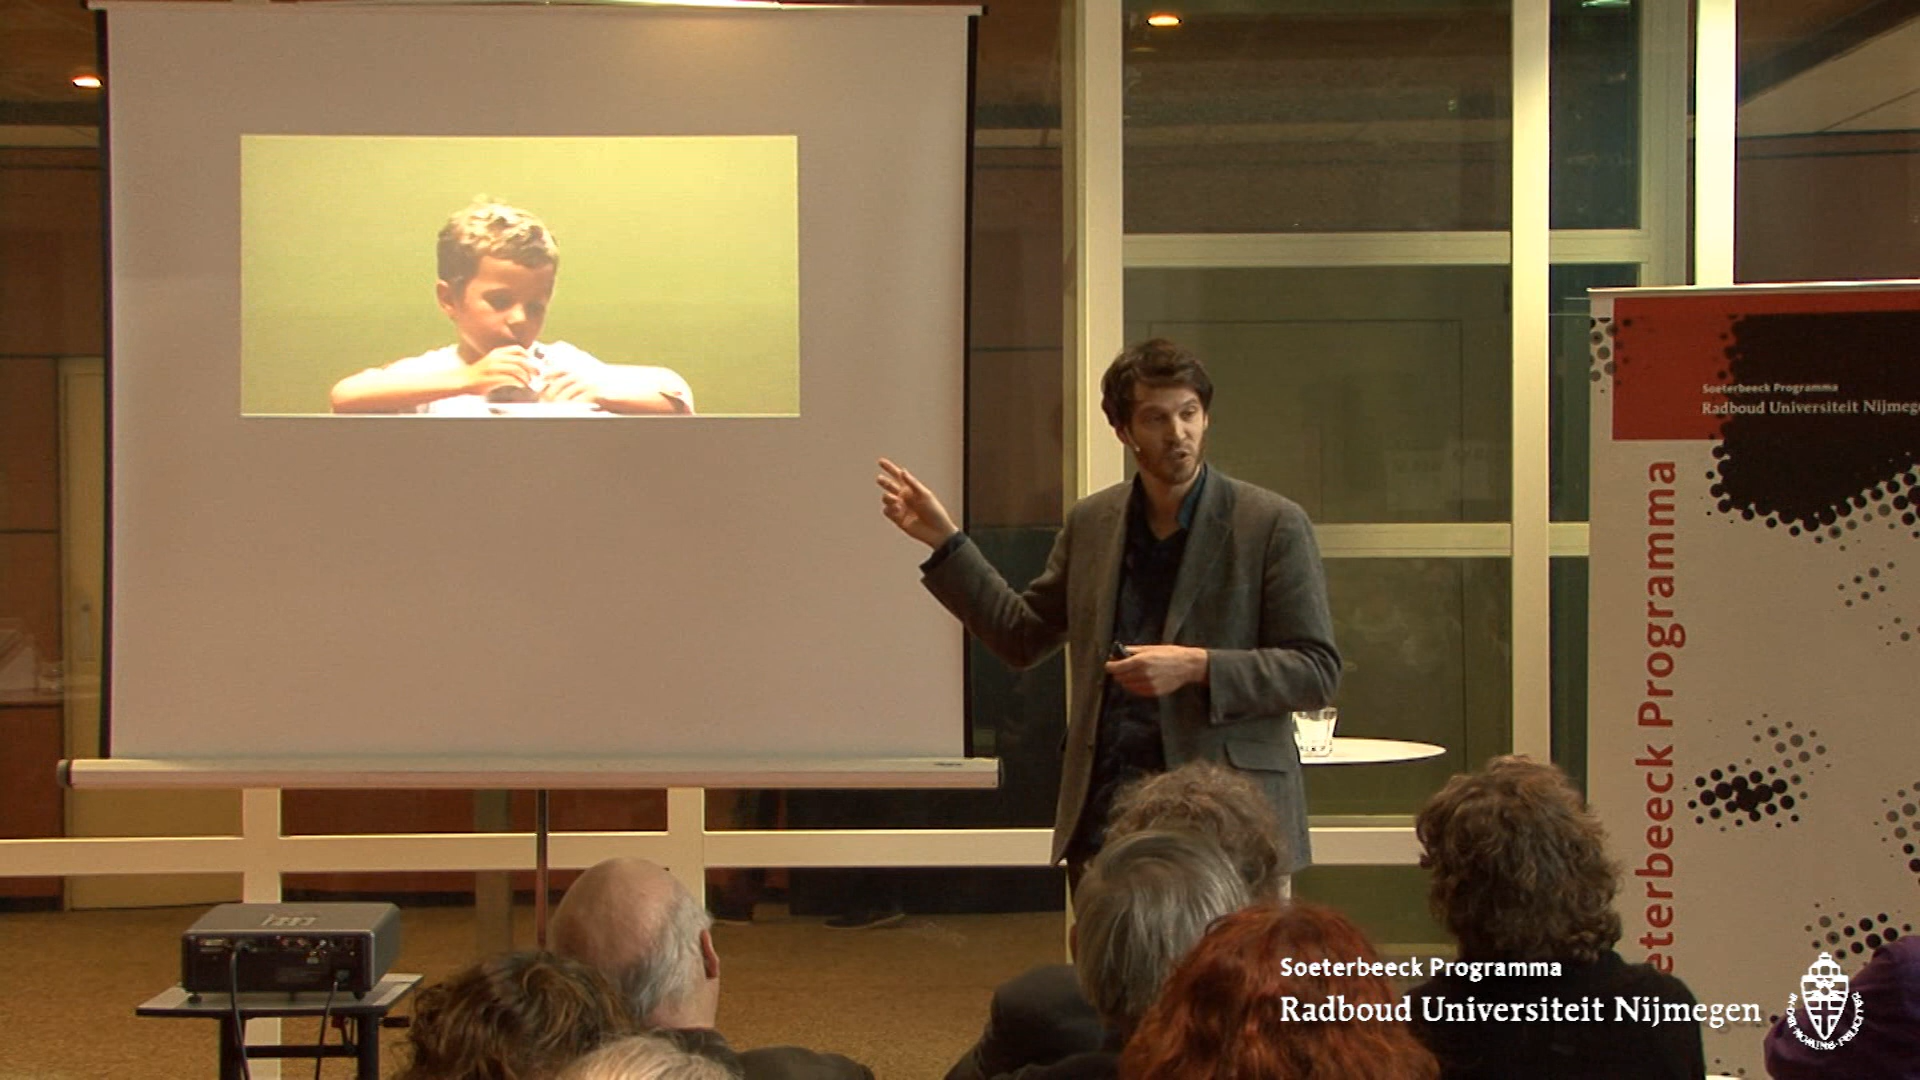 Soeterbeeck Programma
Radboud Universiteit Nijmeg
eterbeeck Programma
Soeterbeeck Programma
Radboud Universiteit Nijmegen